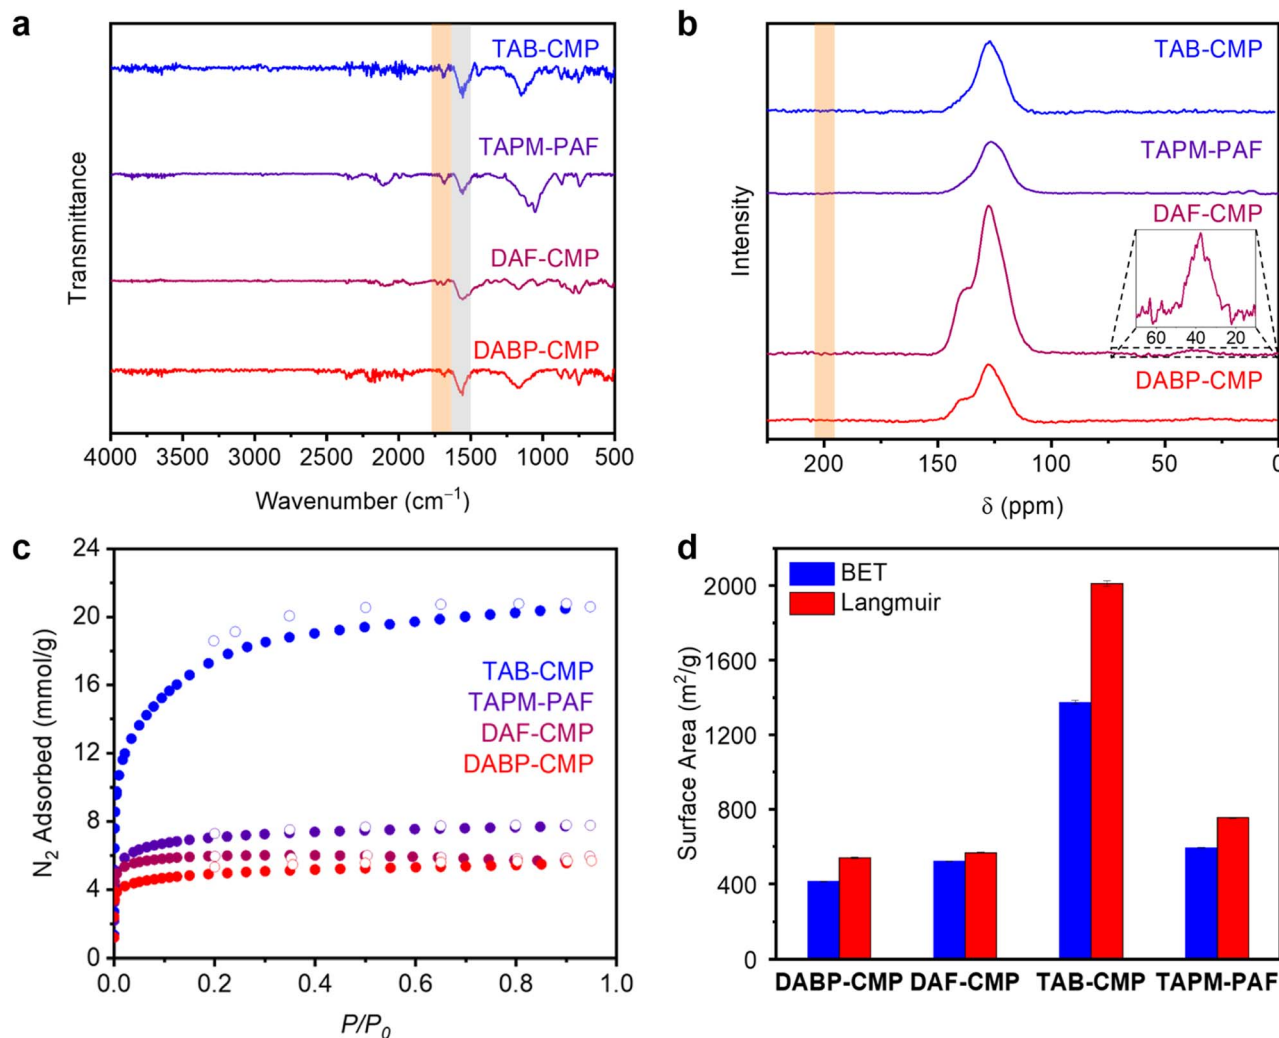 a
TAB-CMP
TAPM-PAF
DAF-CMP
DABP-CMP
Transmittance
4000 3500 3000 2500 2000 1500 1000 500
Wavenumber (cm⁻¹)
b
TAB-CMP
TAPM-PAF
DAF-CMP
60 40 20
DABP-CMP
Intensity
200 150 100 50 0
δ (ppm)
c
24
20
16
12
8
4
0
N₂ Adsorbed (mmol/g)
TAB-CMP
TAPM-PAF
DAF-CMP
DABP-CMP
0.0 0.2 0.4 0.6 0.8 1.0
P/P₀
d
BET
Langmuir
2000
1600
1200
800
400
0
Surface Area (m²/g)
DABP-CMP DAF-CMP TAB-CMP TAPM-PAF